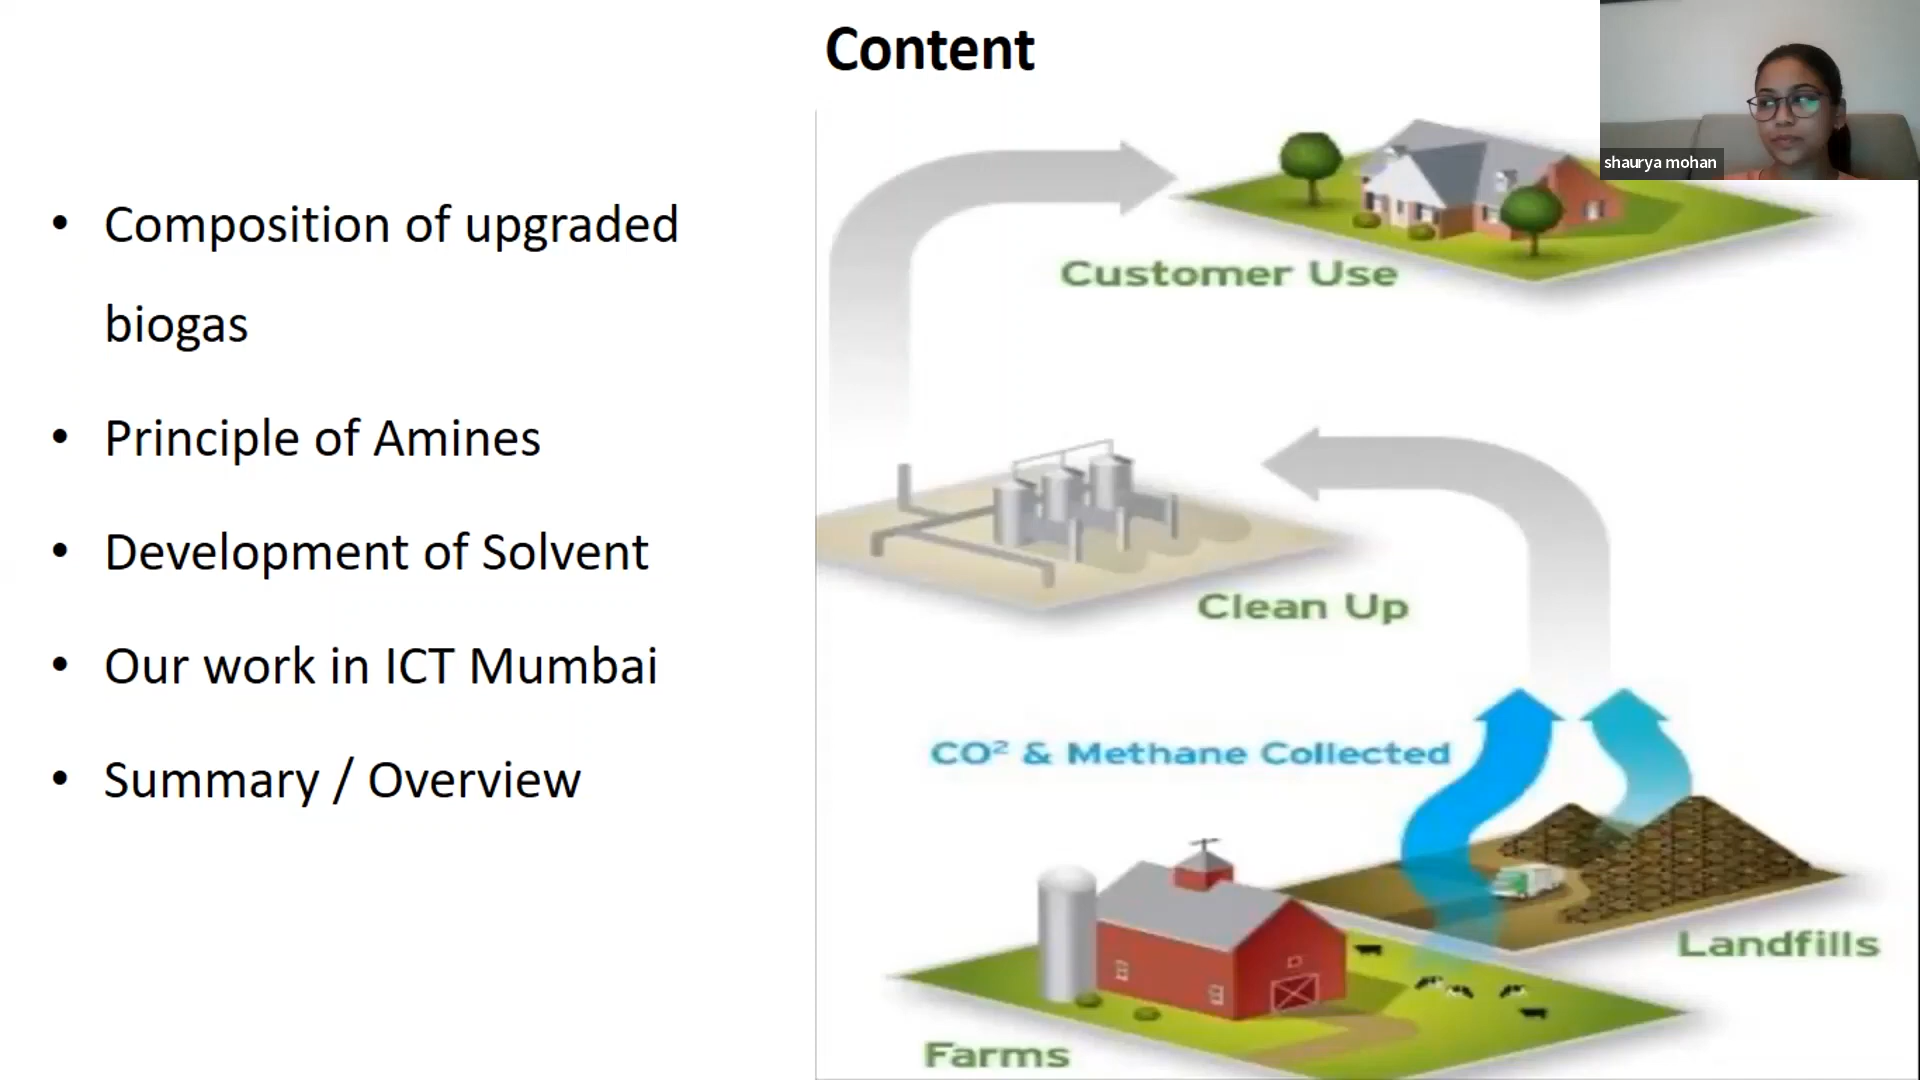 Content
• Composition of upgraded
biogas
• Principle of Amines
• Development of Solvent
• Our work in ICT Mumbai
• Summary / Overview
Customer Use
Clean Up
CO² & Methane Collected
Landfills
Farms
shaurya mohan